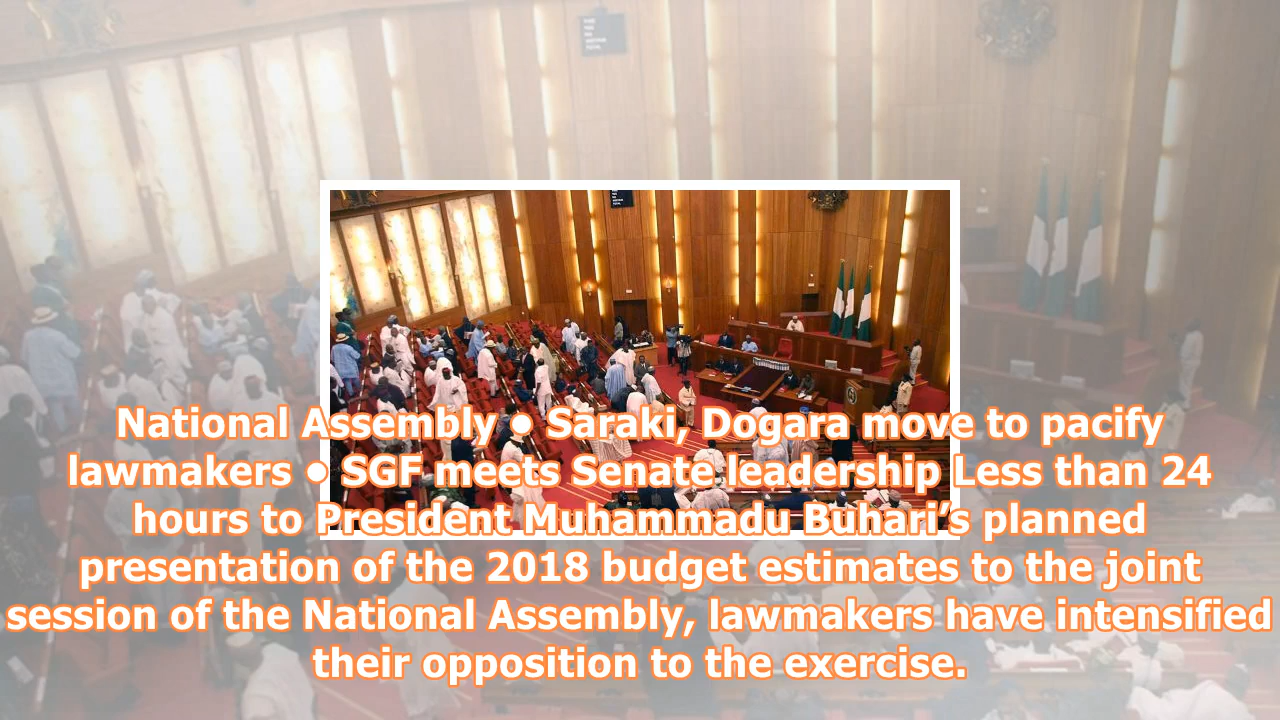 National Assembly • Saraki, Dogara move to pacify
lawmakers • SGF meets Senate leadership Less than 24
hours to President Muhammadu Buhari’s planned
presentation of the 2018 budget estimates to the joint
session of the National Assembly, lawmakers have intensified
their opposition to the exercise.